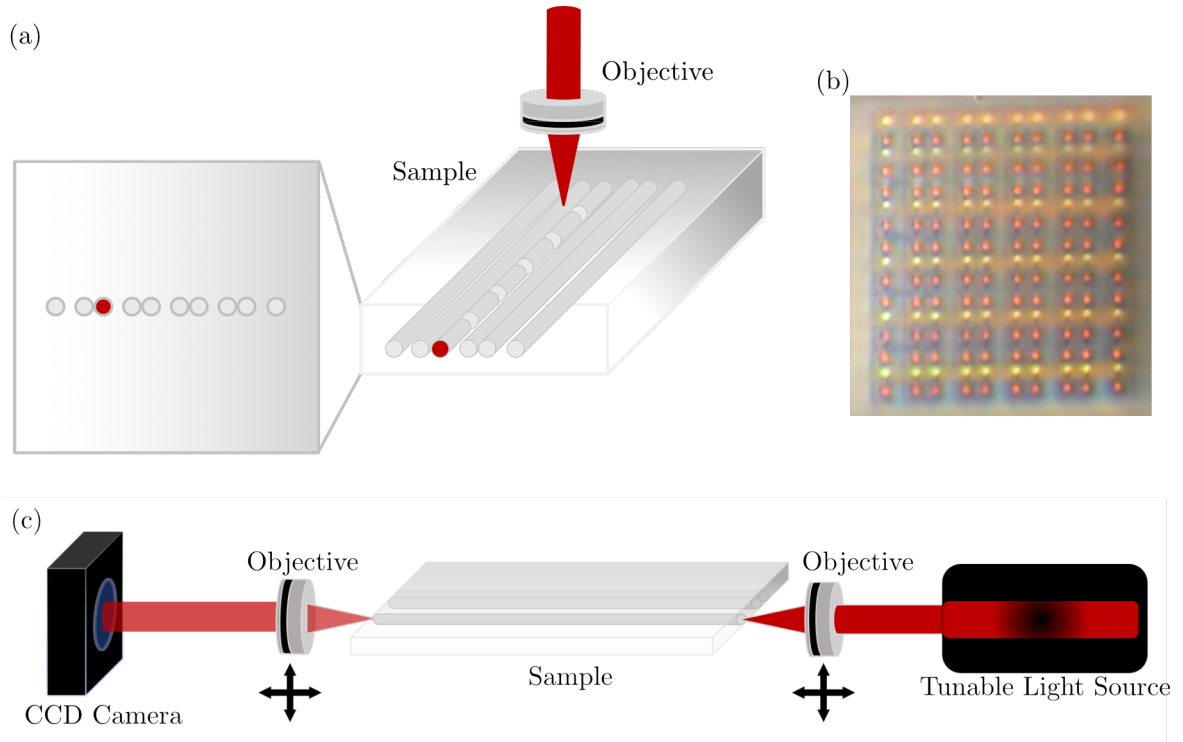 (a)
Objective
(b)
Sample
(c)
Objective
Objective
Sample
Tunable Light Source
CCD Camera